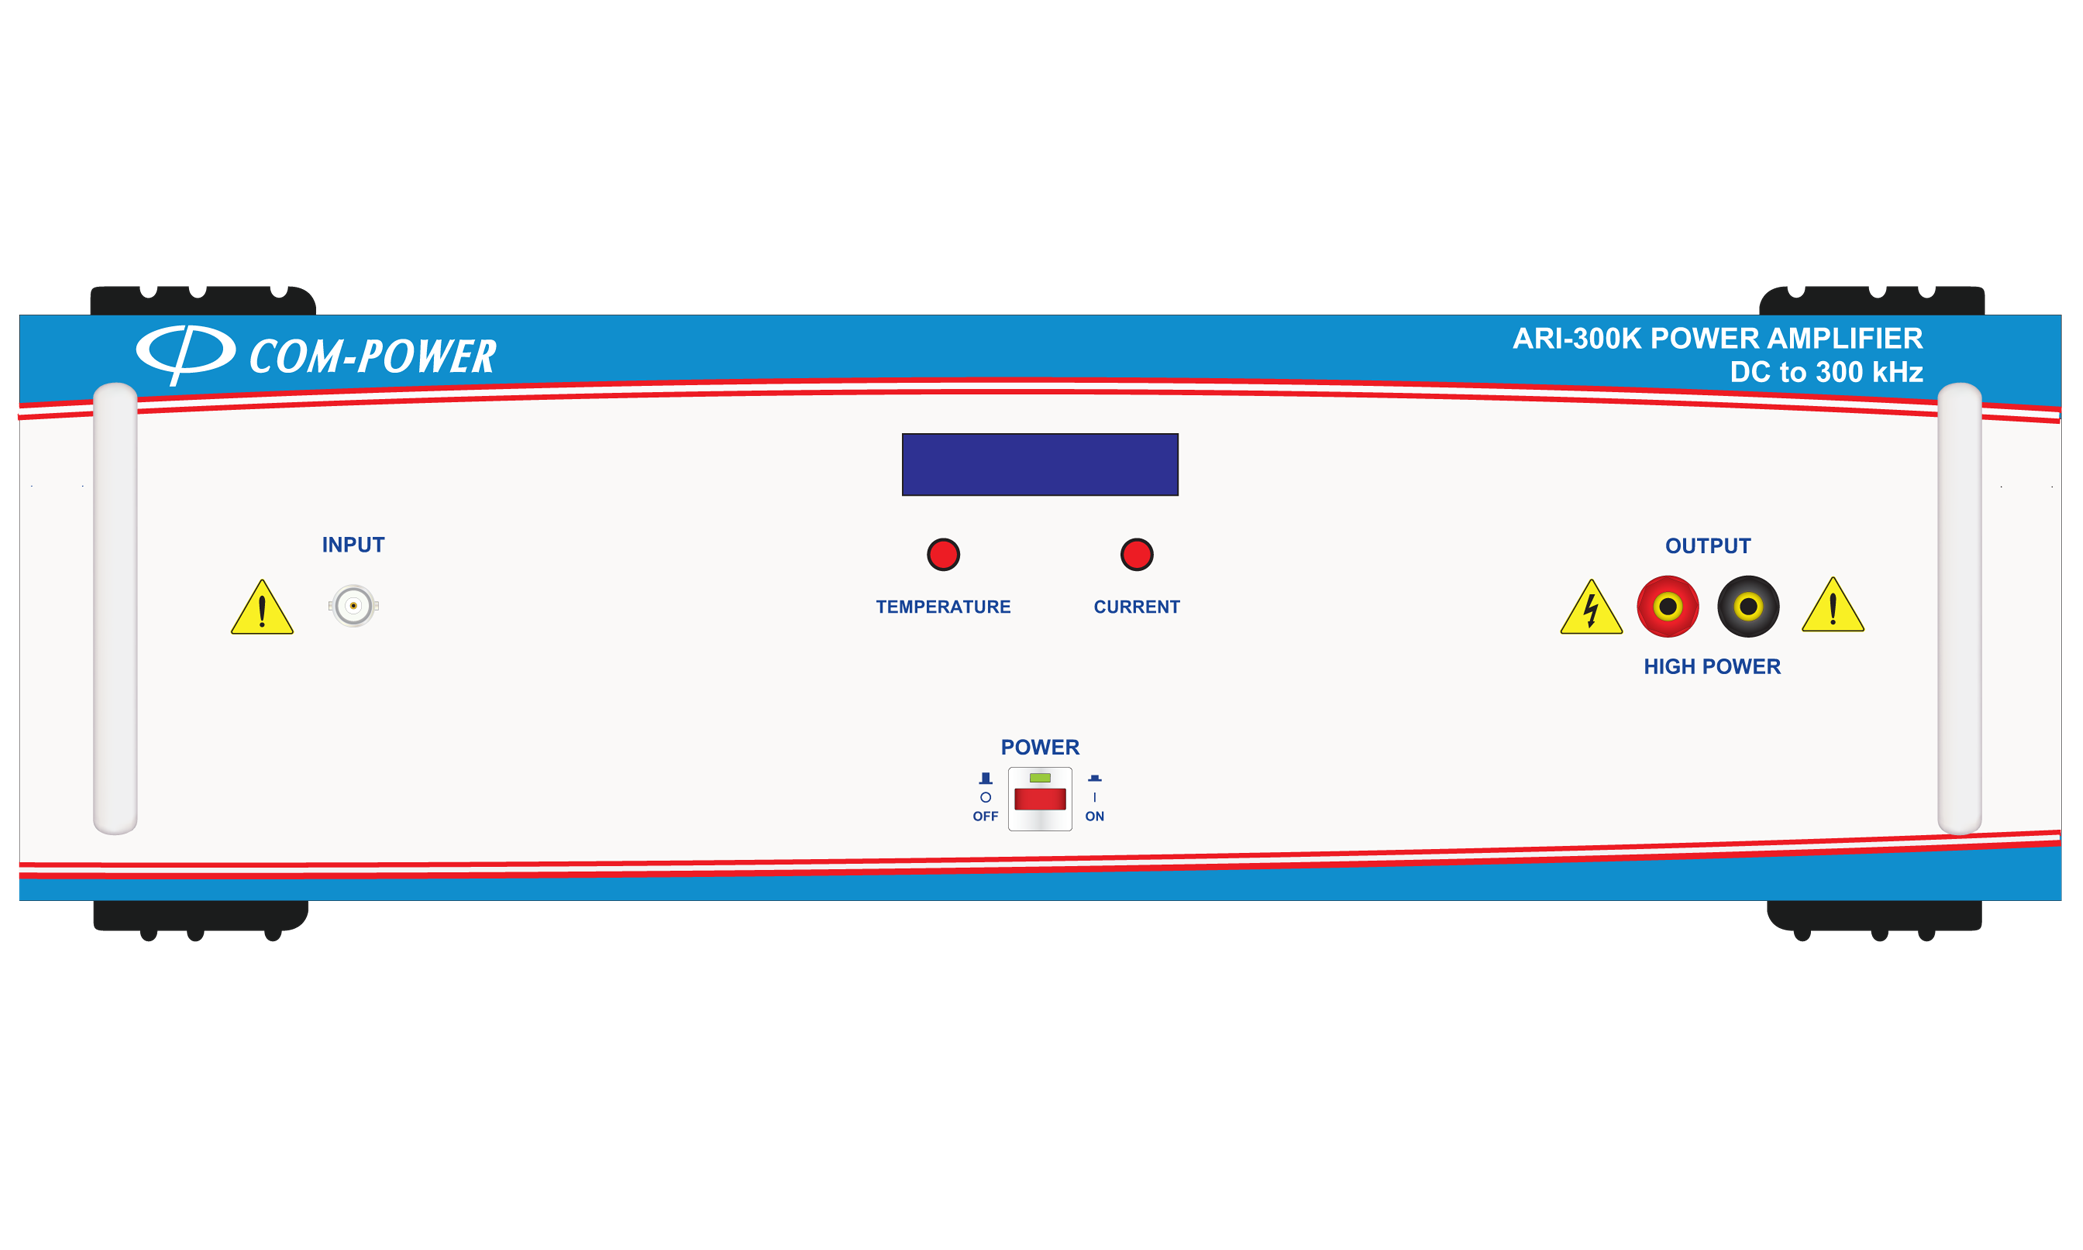 COM-POWER
ARI-300K POWER AMPLIFIER
DC to 300 kHz
INPUT
TEMPERATURE
CURRENT
OUTPUT
HIGH POWER
POWER
OFF
ON